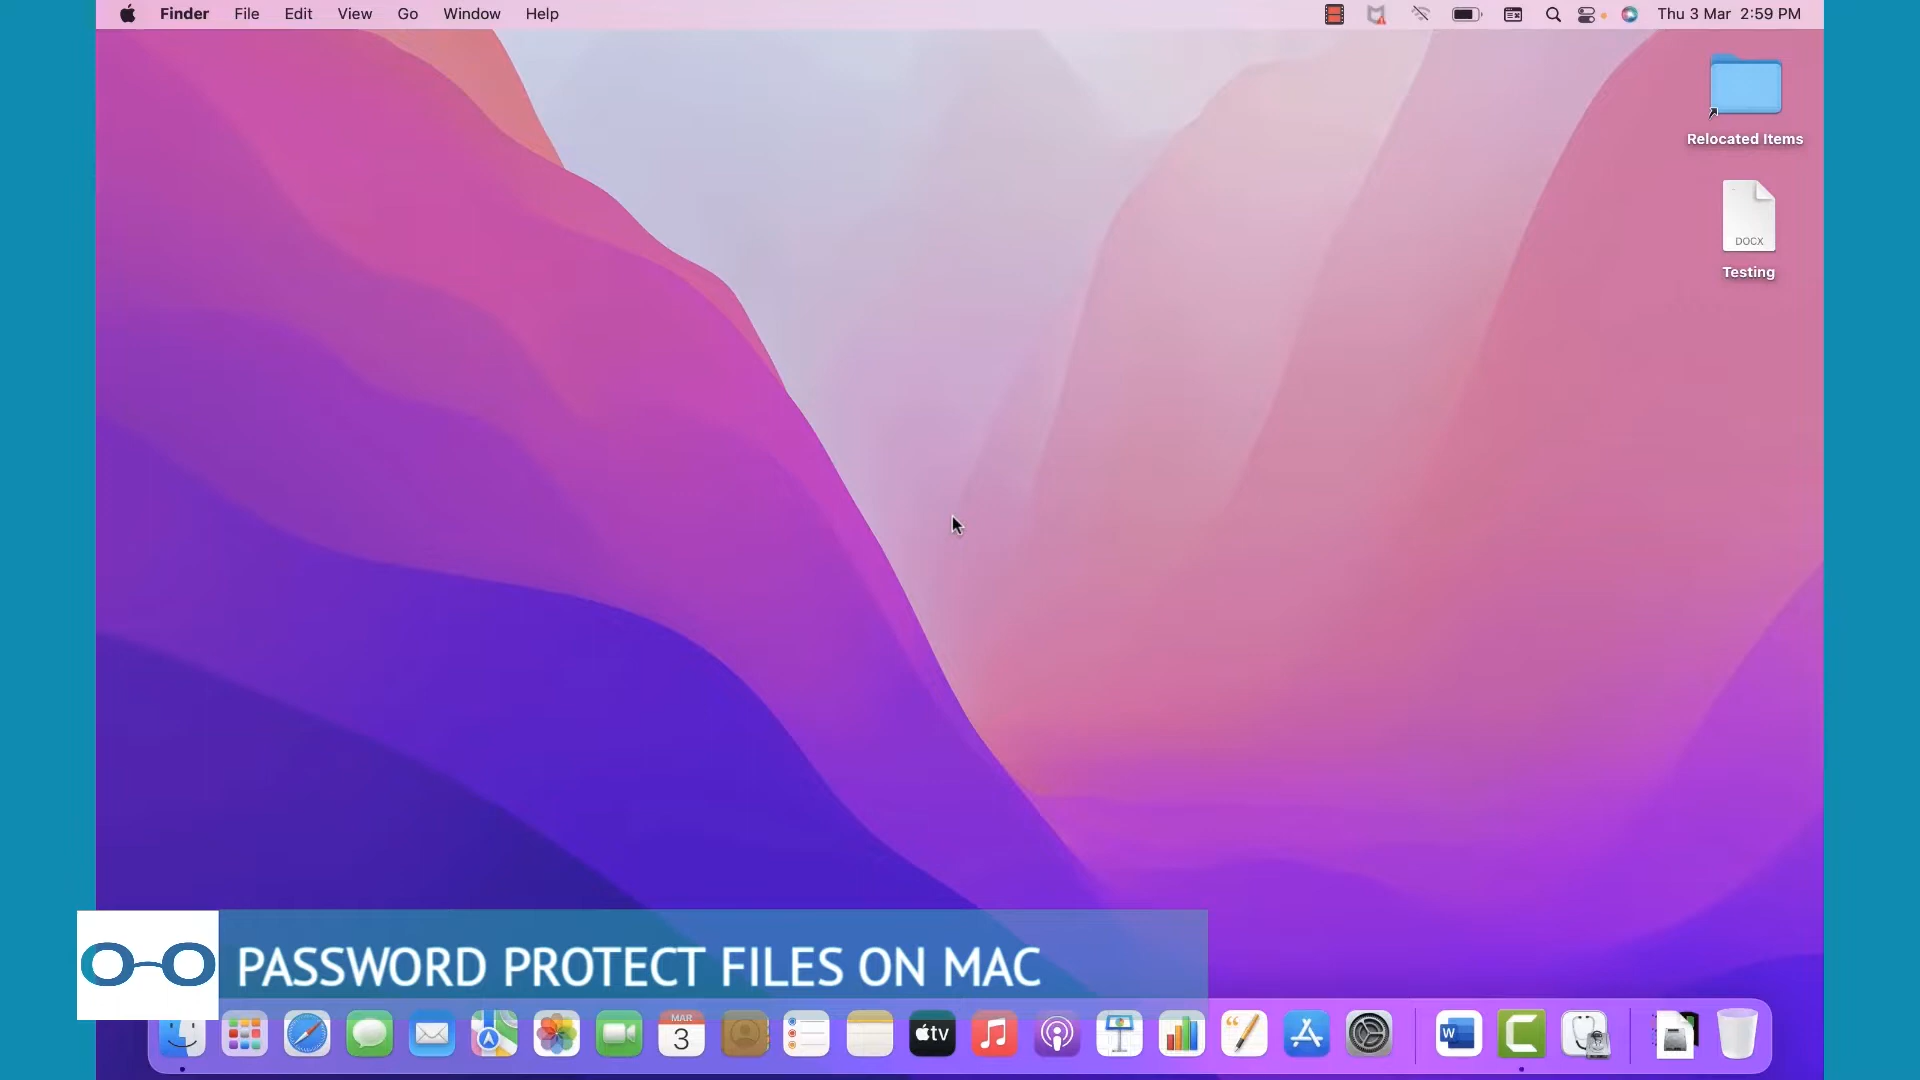 Finder File Edit View Go Window Help Thu 3 Mar 2:59 PM
Relocated Items
DOCX
Testing
PASSWORD PROTECT FILES ON MAC
MAR
3
tv
W